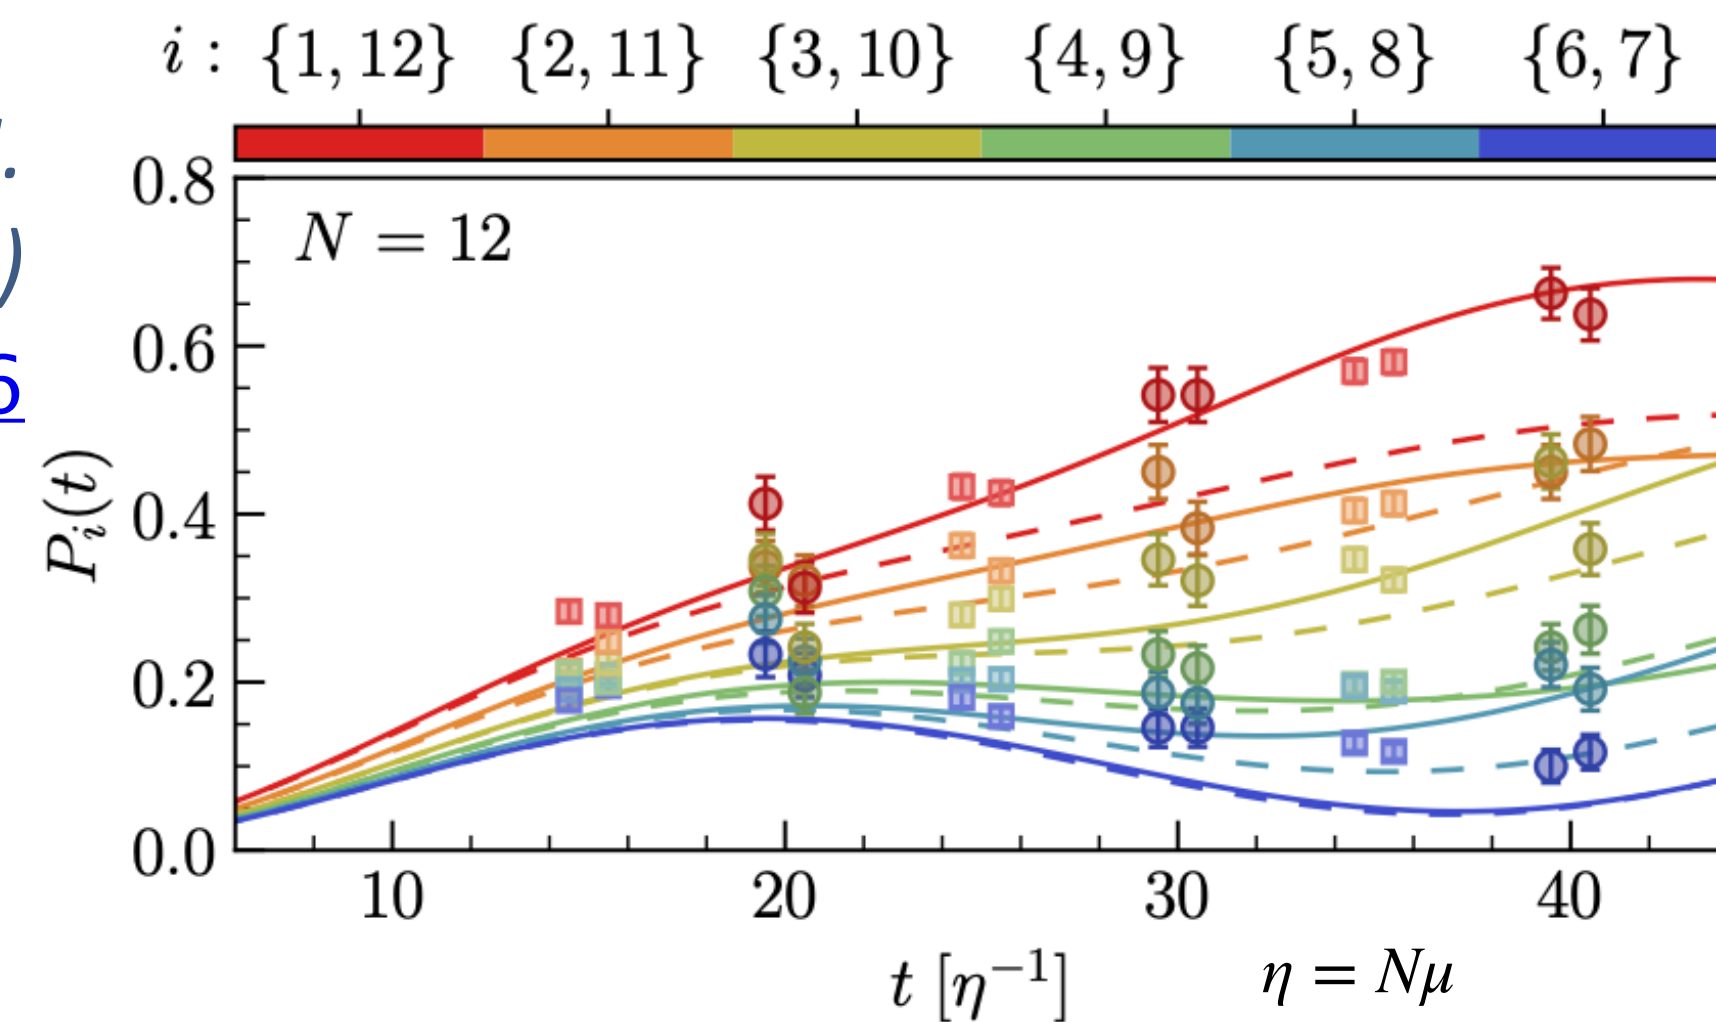 i : {1, 12} {2, 11} {3, 10} {4, 9} {5, 8} {6, 7}
0.8
N = 12
)
0.6
6
0.4
P_i(t)
0.2
0.0
10 20 30 40
t [η⁻¹] η = Nμ